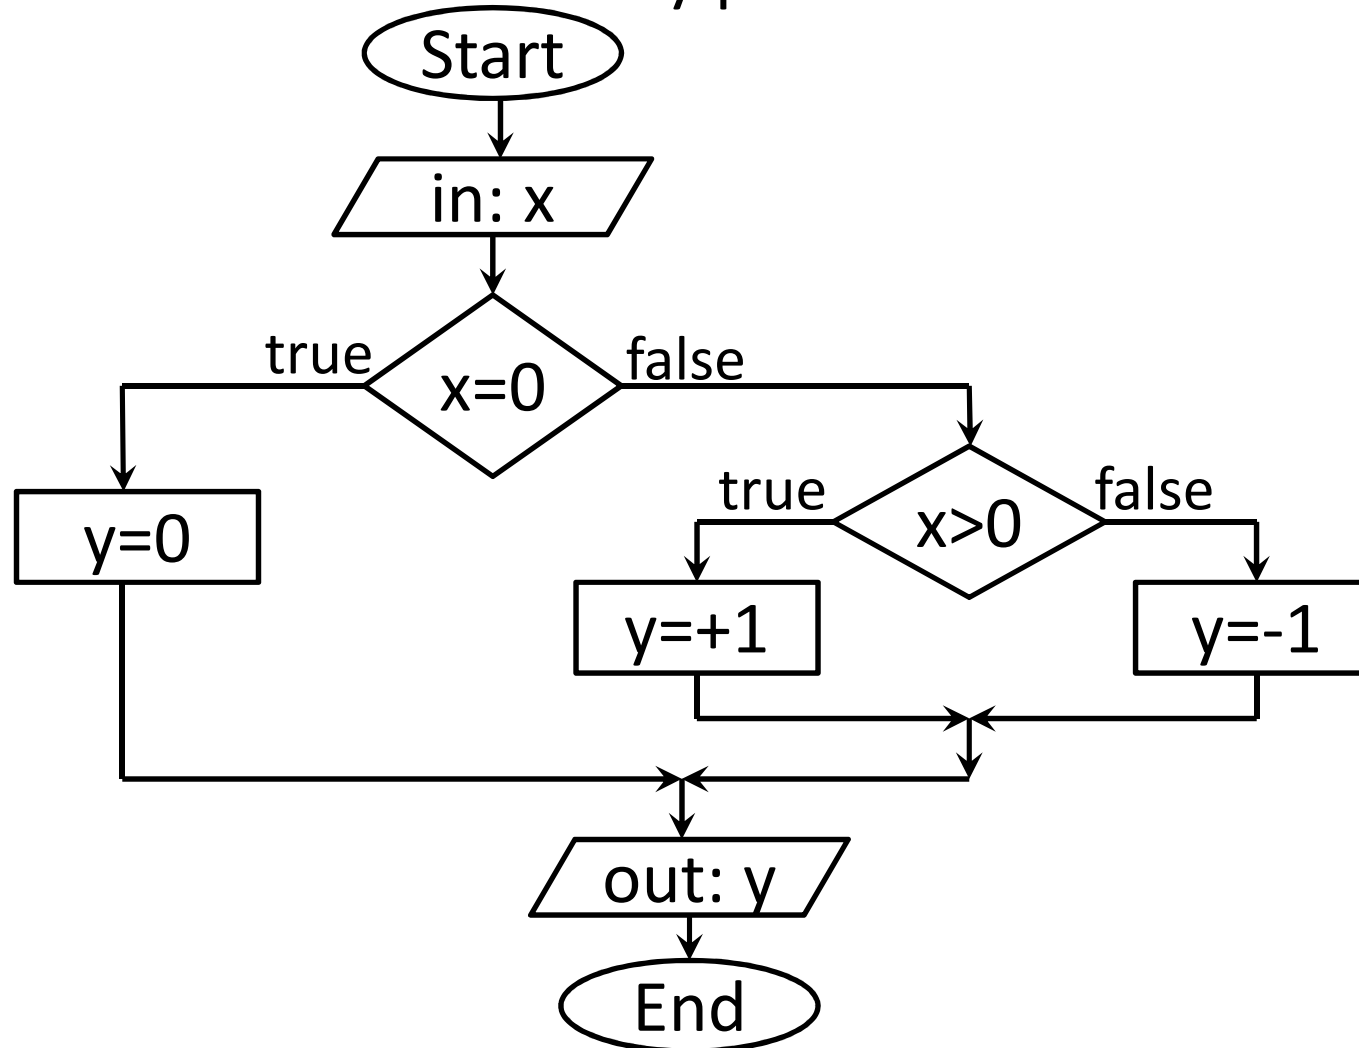 Start
in: x
true
x=0
false
y=0
true
x>0
false
y=+1
y=-1
out: y
End